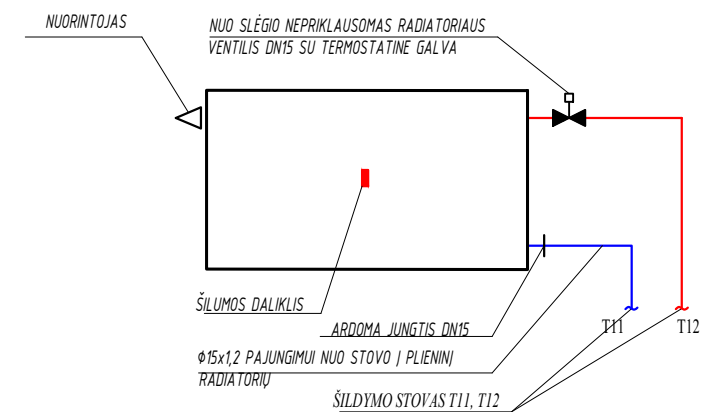 NUORINTOJAS
NUO SLĖGIO NEPRIKLAUSOMAS RADIATORIAUS
VENTILIS DN15 SU TERMOSTATINE GALVA
ŠILUMOS DALIKLIS
ARDOMA JUNGTIS DN15
T11
T12
Φ15x1,2 PAJUNGIMUI NUO STOVO Į PLIENINĮ
RADIATORIŲ
ŠILDYMO STOVAS T11, T12